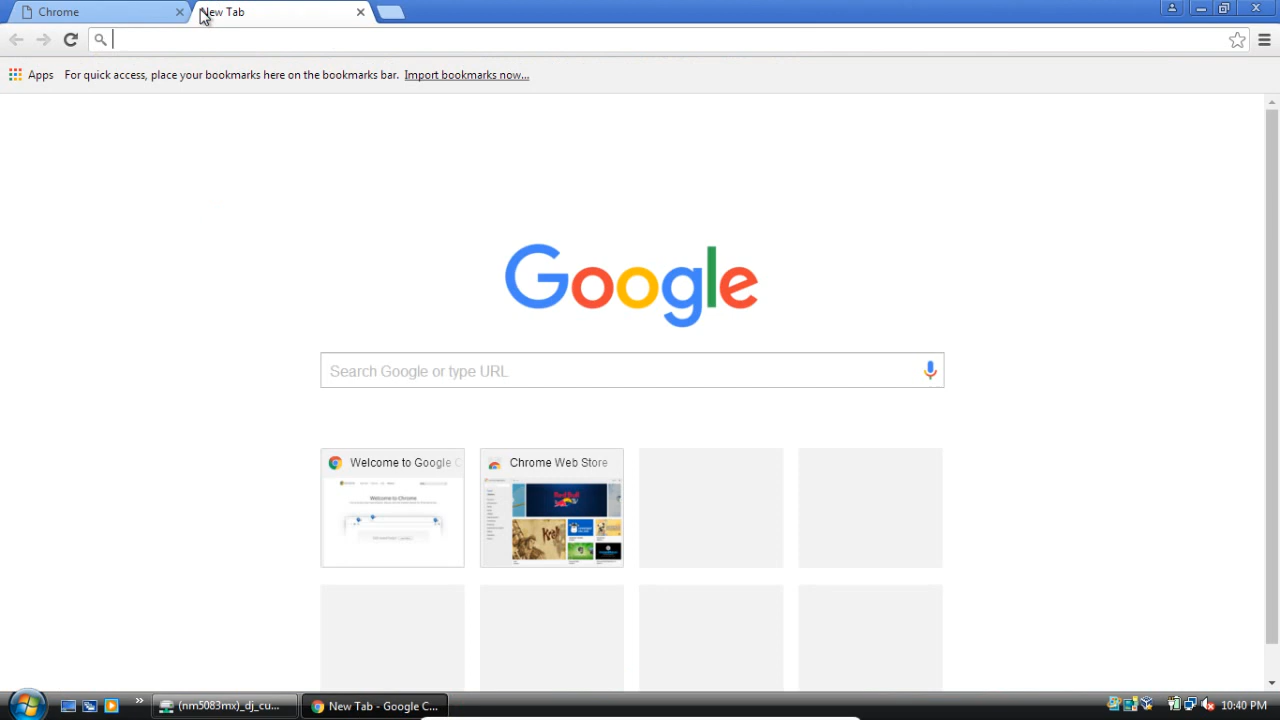 Chrome
New Tab
Apps For quick access, place your bookmarks here on the bookmarks bar. Import bookmarks now...
Google
Search Google or type URL
Welcome to Google C
Chrome Web Store
Welcome to Chrome
Red Bull
(nm5083mx)_dj_cu...
New Tab - Google C...
10:40 PM